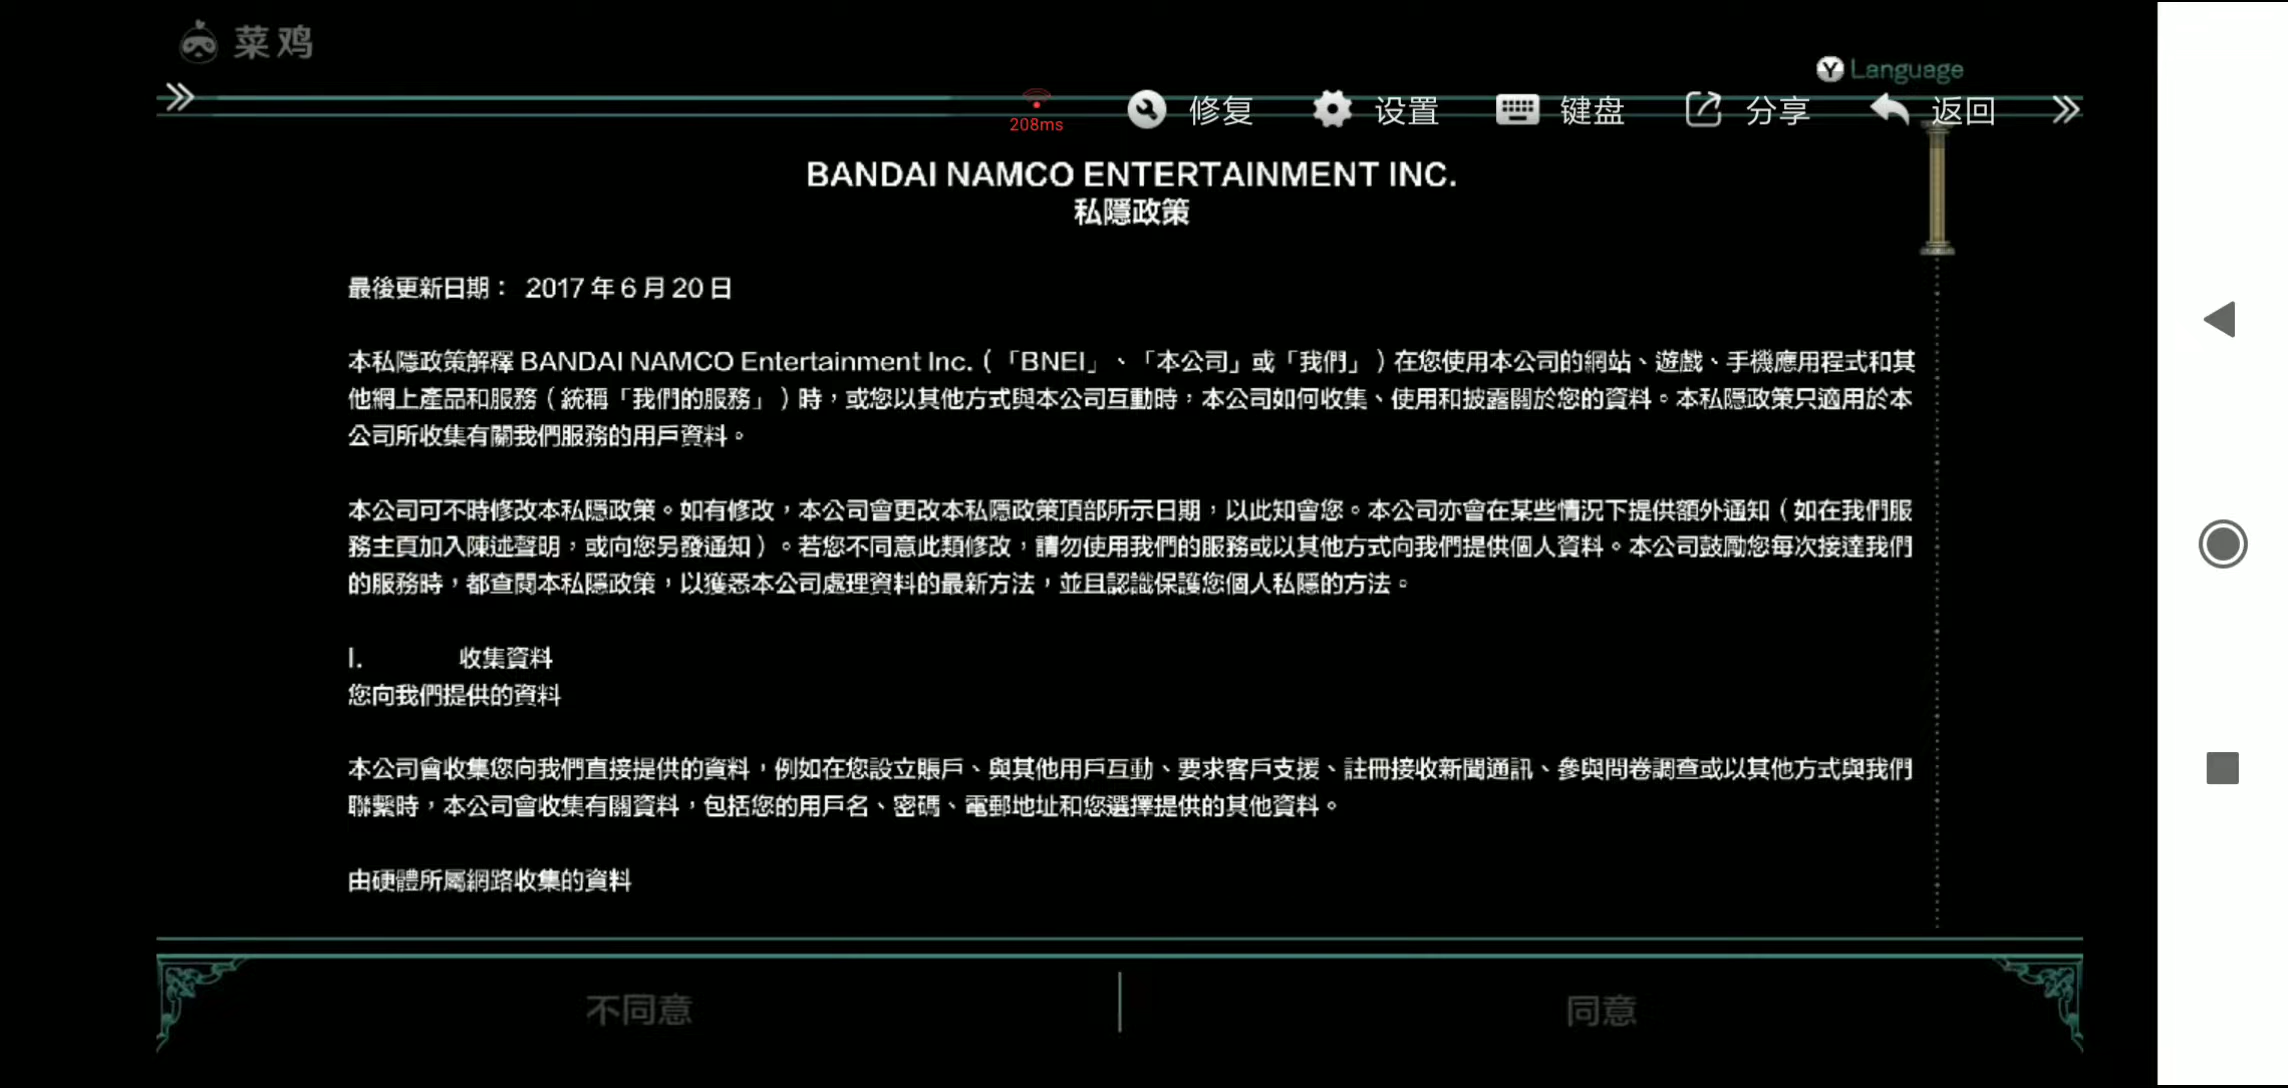 菜鸡
Y Language
208ms 修复 设置 键盘 分享 返回
BANDAI NAMCO ENTERTAINMENT INC.
私隱政策
最後更新日期： 2017 年 6 月 20 日
本私隱政策解釋 BANDAI NAMCO Entertainment Inc.（「BNEI」、「本公司」或「我們」）在您使用本公司的網站、遊戲、手機應用程式和其
他網上產品和服務（統稱「我們的服務」）時，或您以其他方式與本公司互動時，本公司如何收集、使用和披露關於您的資料。本私隱政策只適用於本
公司所收集有關我們服務的用戶資料。
本公司可不時修改本私隱政策。如有修改，本公司會更改本私隱政策頂部所示日期，以此知會您。本公司亦會在某些情況下提供額外通知（如在我們服
務主頁加入陳述聲明，或向您另發通知）。若您不同意此類修改，請勿使用我們的服務或以其他方式向我們提供個人資料。本公司鼓勵您每次接達我們
的服務時，都查閱本私隱政策，以獲悉本公司處理資料的最新方法，並且認識保護您個人私隱的方法。
I. 收集資料
您向我們提供的資料
本公司會收集您向我們直接提供的資料，例如在您設立賬戶、與其他用戶互動、要求客戶支援、註冊接收新聞通訊、參與問卷調查或以其他方式與我們
聯繫時，本公司會收集有關資料，包括您的用戶名、密碼、電郵地址和您選擇提供的其他資料。
由硬體所屬網路收集的資料
不同意 同意